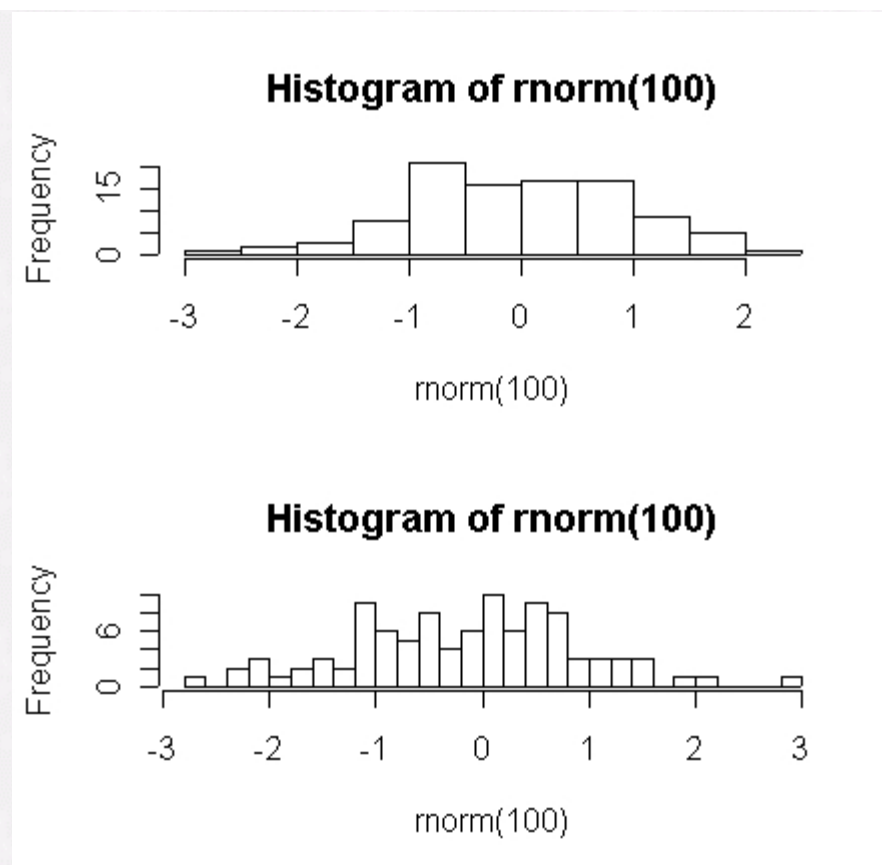 Histogram of rnorm(100)
Frequency
0 15
-3 -2 -1 0 1 2
rnorm(100)
Histogram of rnorm(100)
Frequency
0 6
-3 -2 -1 0 1 2 3
rnorm(100)